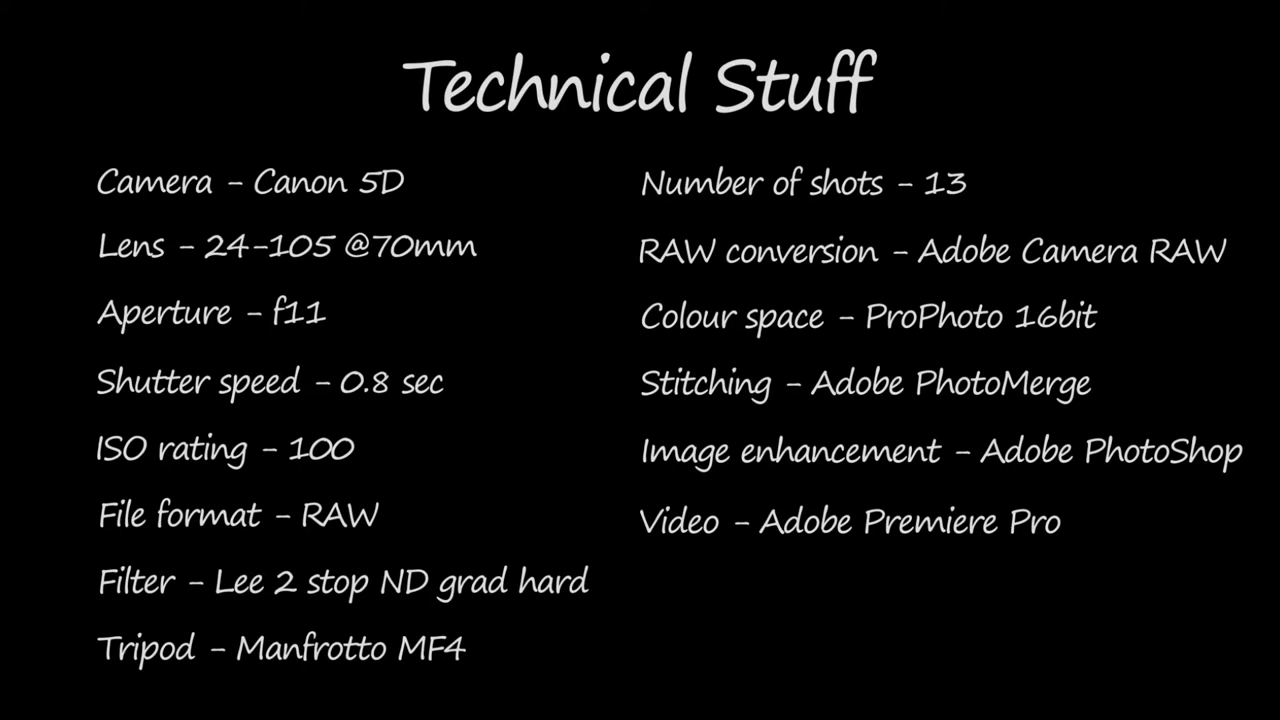 Technical Stuff
Camera - Canon 5D
Lens - 24-105 @70mm
Aperture - f11
Shutter speed - 0.8 sec
ISO rating - 100
File format - RAW
Filter - Lee 2 stop ND grad hard
Tripod - Manfrotto MF4
Number of shots - 13
RAW conversion - Adobe Camera RAW
Colour space - ProPhoto 16bit
Stitching - Adobe PhotoMerge
Image enhancement - Adobe PhotoShop
Video - Adobe Premiere Pro